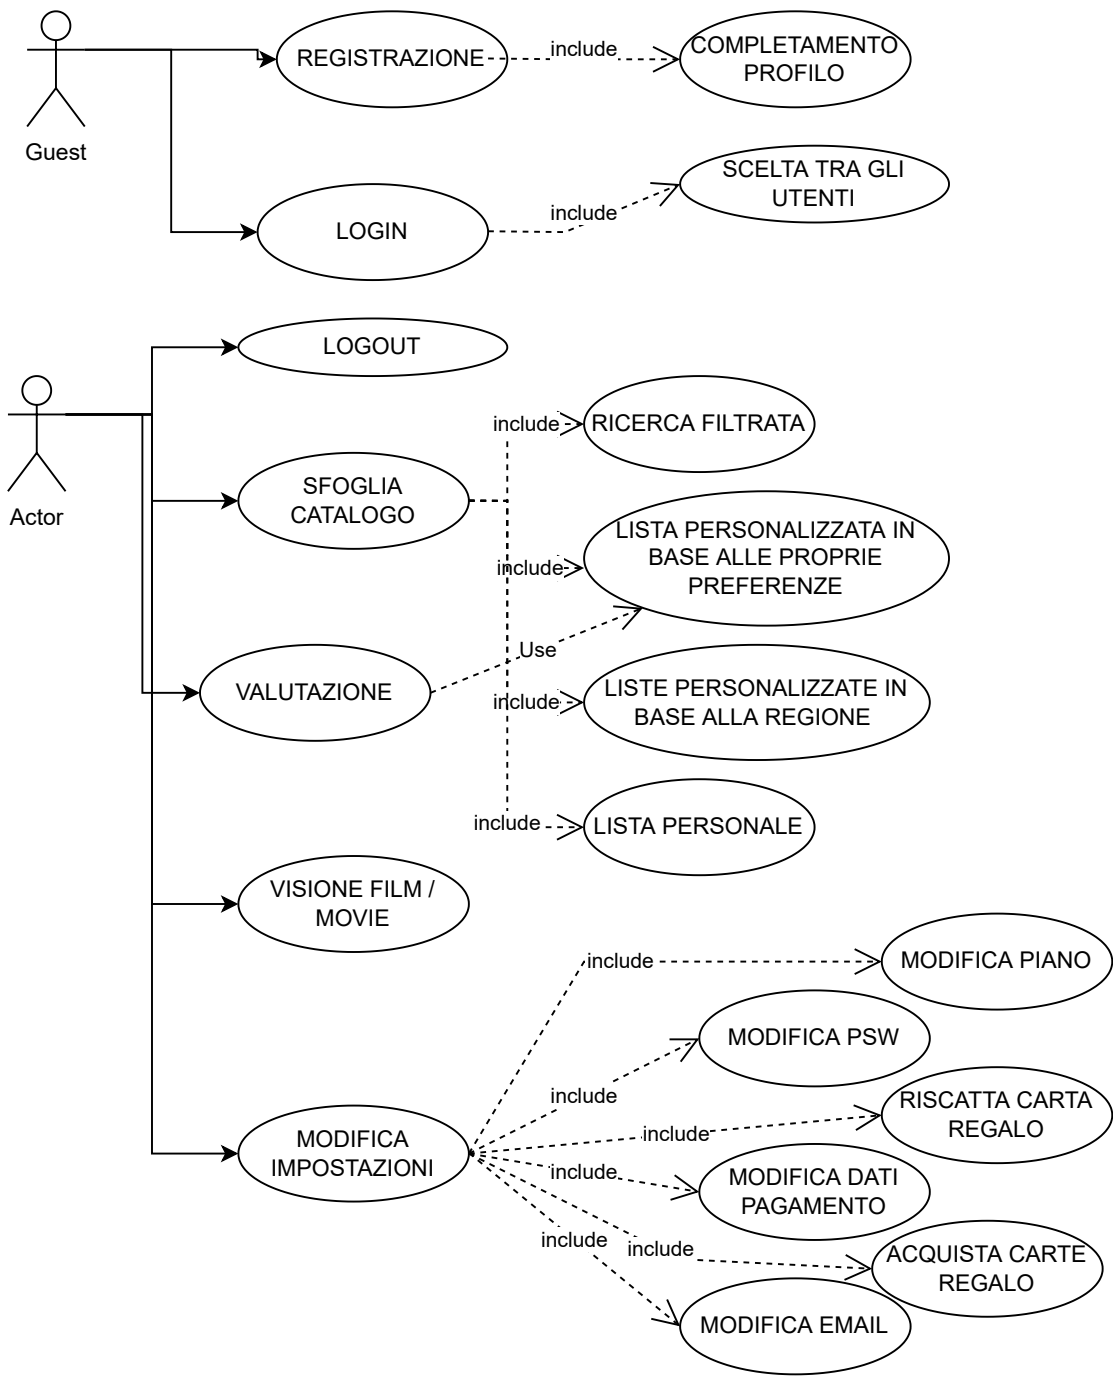 REGISTRAZIONE
include
COMPLETAMENTO
PROFILO
Guest
LOGIN
include
SCELTA TRA GLI
UTENTI
LOGOUT
Actor
SFOGLIA
CATALOGO
include
RICERCA FILTRATA
include
LISTA PERSONALIZZATA IN
BASE ALLE PROPRIE
PREFERENZE
Use
VALUTAZIONE
include
LISTE PERSONALIZZATE IN
BASE ALLA REGIONE
include
LISTA PERSONALE
VISIONE FILM /
MOVIE
MODIFICA
IMPOSTAZIONI
include
MODIFICA PIANO
include
MODIFICA PSW
include
RISCATTA CARTA
REGALO
include
MODIFICA DATI
PAGAMENTO
include
ACQUISTA CARTE
REGALO
include
MODIFICA EMAIL